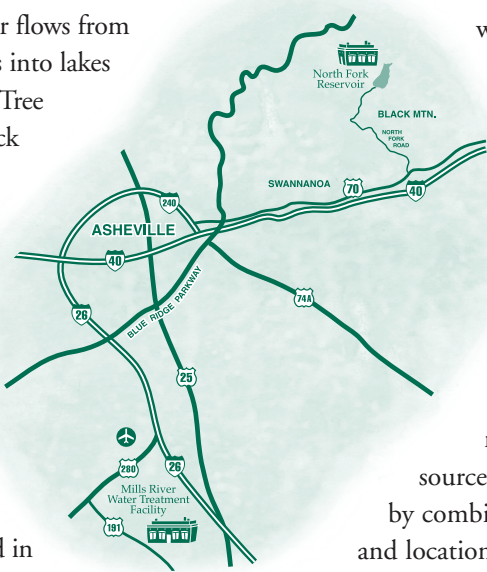 r flows from
s into lakes
Tree
ck
w
North Fork
Reservoir
BLACK MTN.
NORTH
FORK
ROAD
SWANNANOA
70
40
240
ASHEVILLE
40
26
BLUE RIDGE PARKWAY
74A
25
280
26
Mills River
Water Treatment
Facility
191
source
by combi
and location
d in